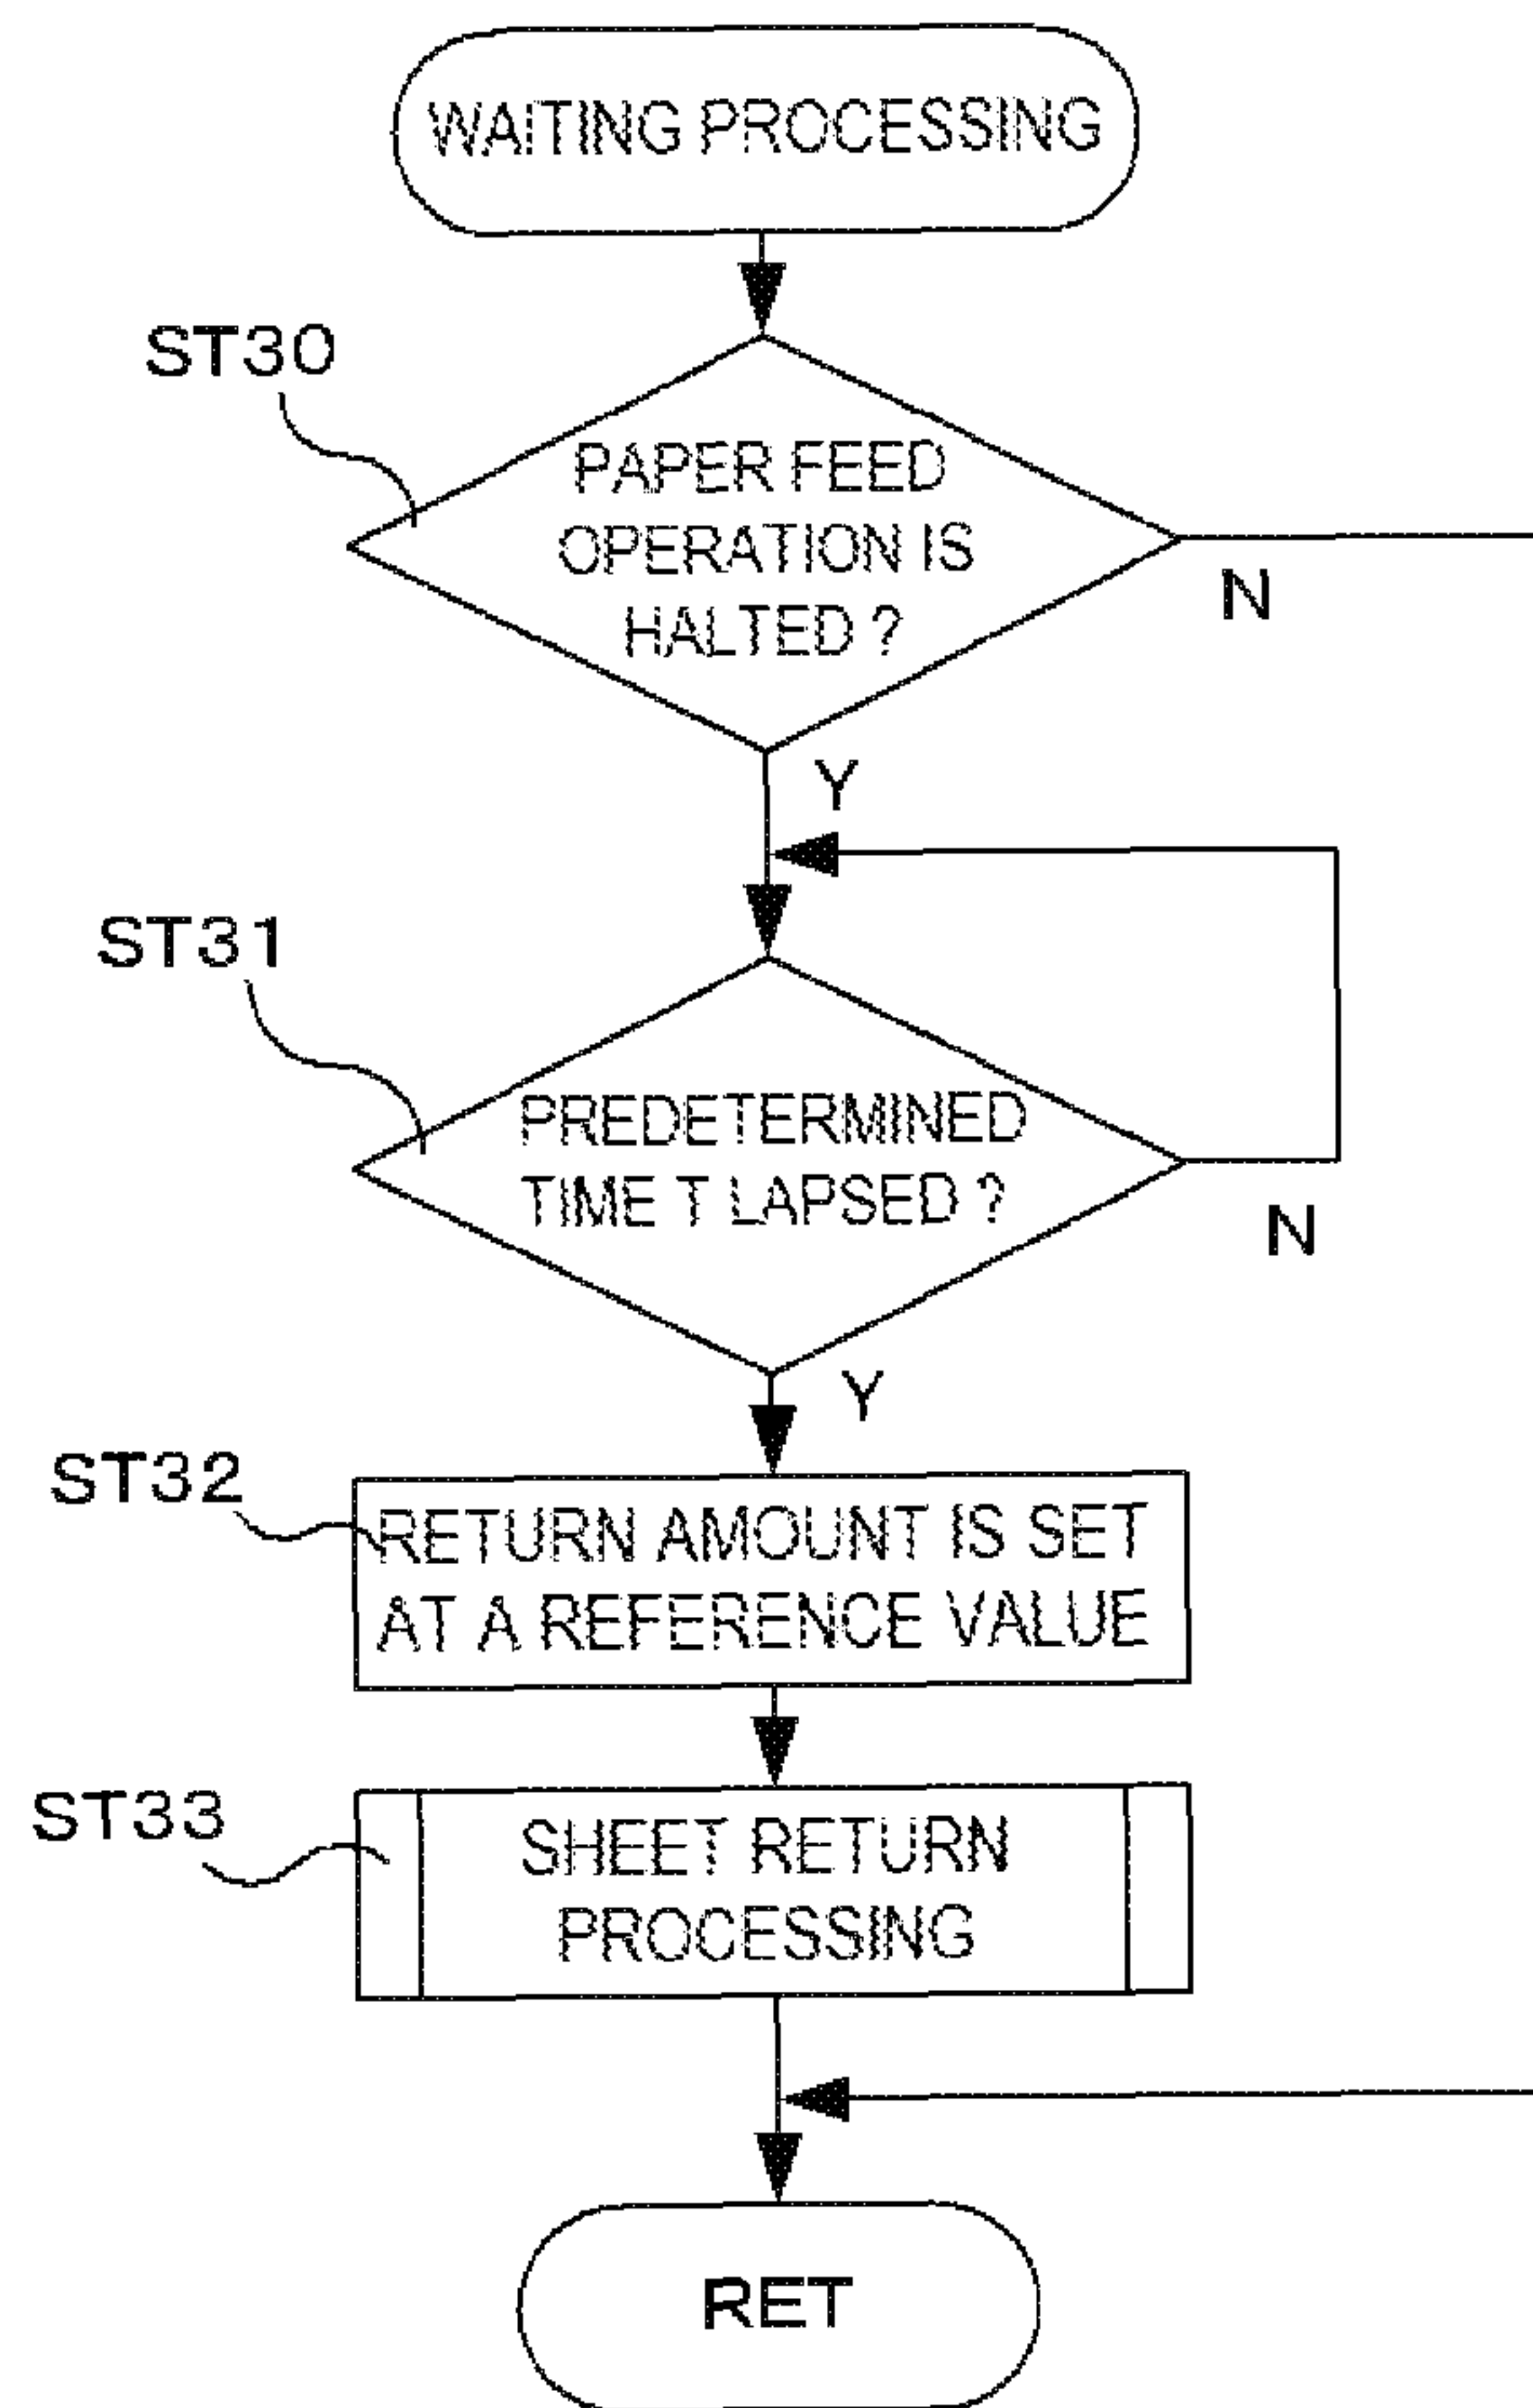 WAITING PROCESSING
ST30
PAPER FEED
OPERATION IS
HALTED ?
N
Y
ST31
PREDETERMINED
TIME T LAPSED ?
N
Y
ST32
RETURN AMOUNT IS SET
AT A REFERENCE VALUE
ST33
SHEET RETURN
PROCESSING
RET